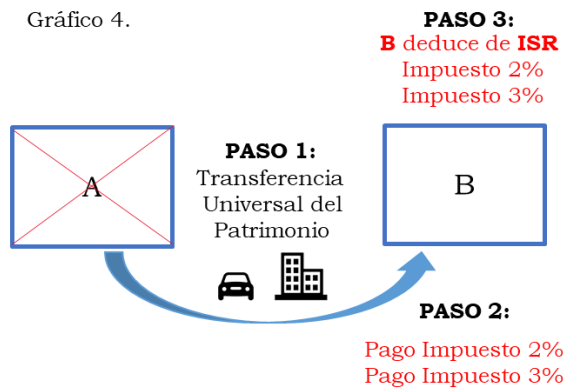 Gráfico 4.
PASO 3:
B deduce de ISR
Impuesto 2%
Impuesto 3%
A
PASO 1:
Transferencia
Universal del
Patrimonio
B
PASO 2:
Pago Impuesto 2%
Pago Impuesto 3%